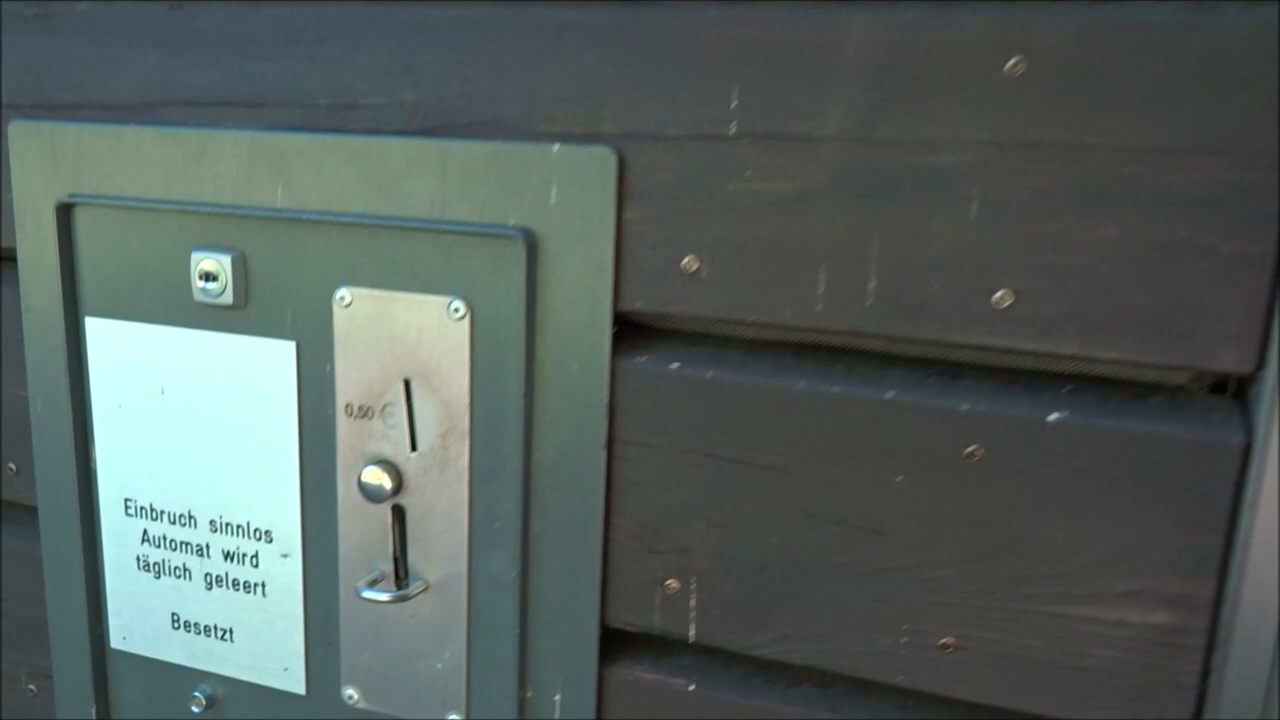 0,50 €
Einbruch sinnlos
Automat wird
täglich geleert
Besetzt